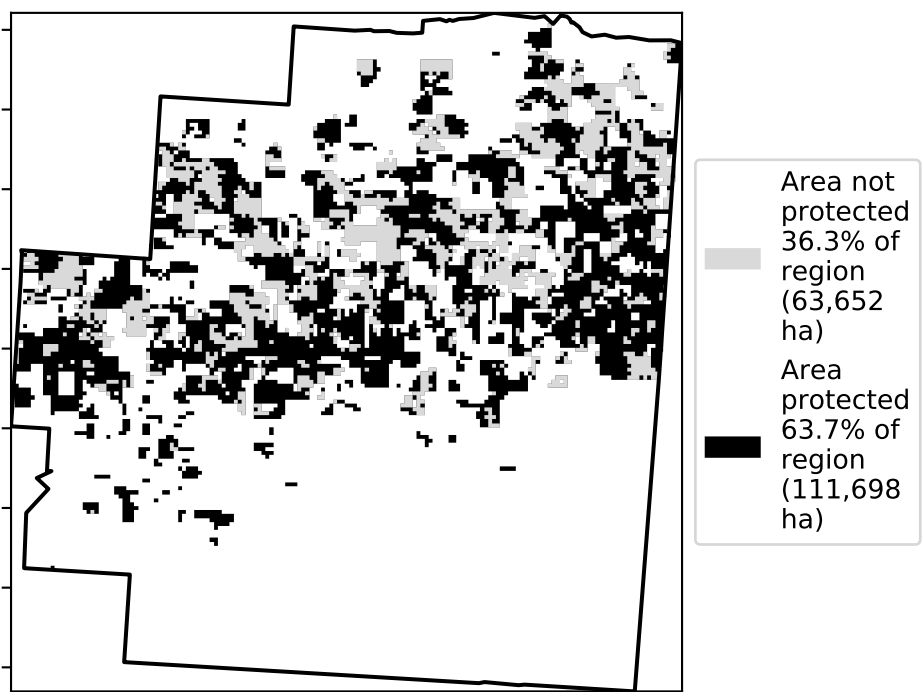 Area not
protected
36.3% of
region
(63,652
ha)
Area
protected
63.7% of
region
(111,698
ha)